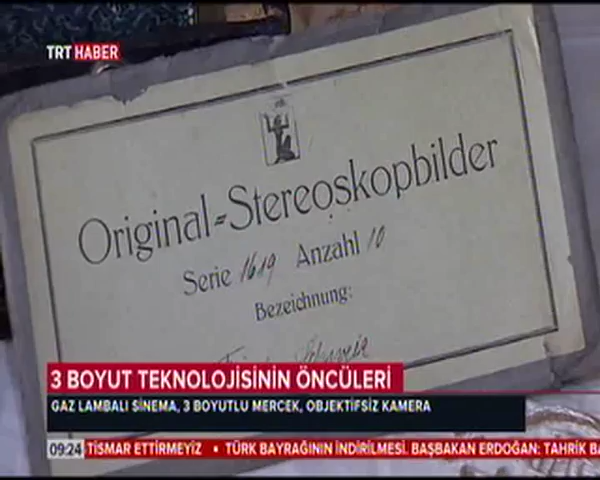 TRT HABER
Original-Stereoskopbilder
Serie 1619 Anzahl 10
Bezeichnung:
Schweiz
3 BOYUT TEKNOLOJİSİNİN ÖNCÜLERİ
GAZ LAMBALI SİNEMA, 3 BOYUTLU MERCEK, OBJEKTİFSİZ KAMERA
09:24 TİSMAR ETTİRMEYİZ • TÜRK BAYRAĞININ İNDİRİLMESİ. BAŞBAKAN ERDOĞAN: TAHRİK BA